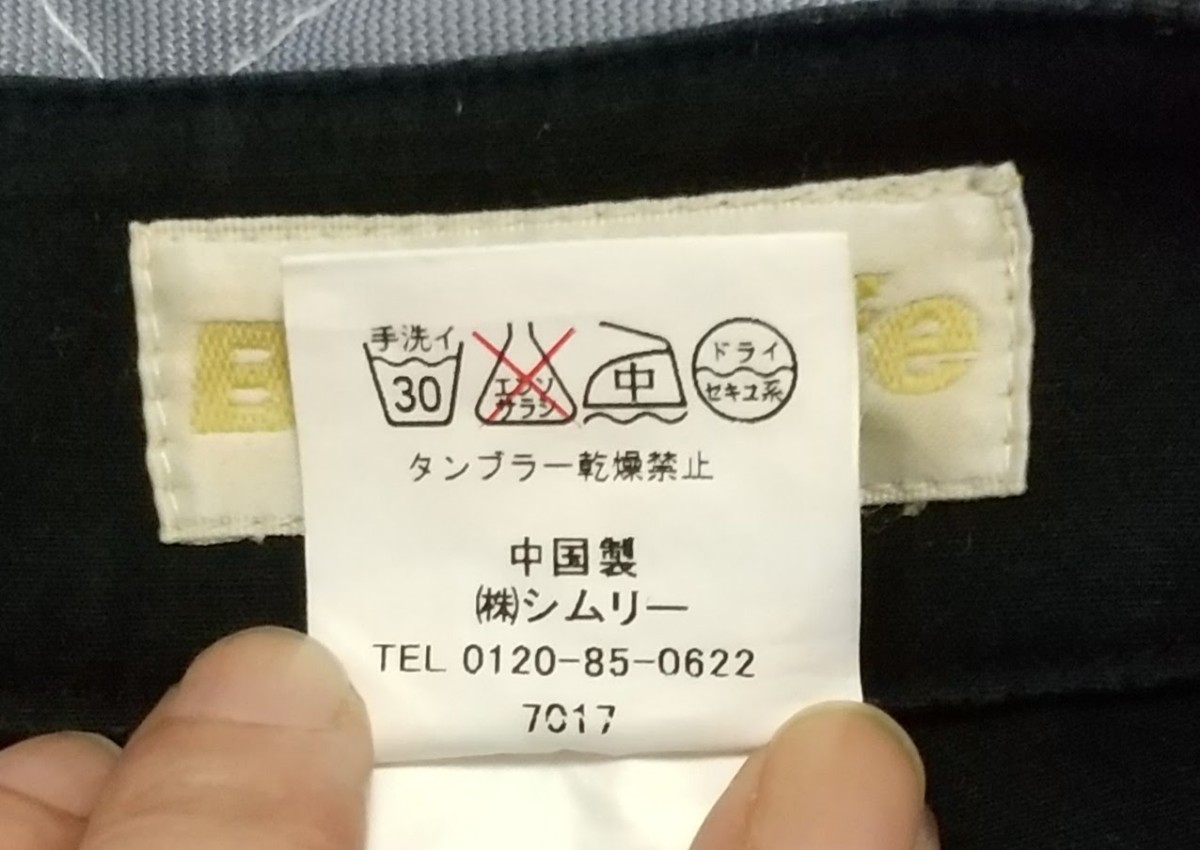 手洗イ
30
エンソ
サラシ
中
ドライ
セキユ系
タンブラー乾燥禁止
中国製
㈱シムリー
TEL 0120-85-0622
7017